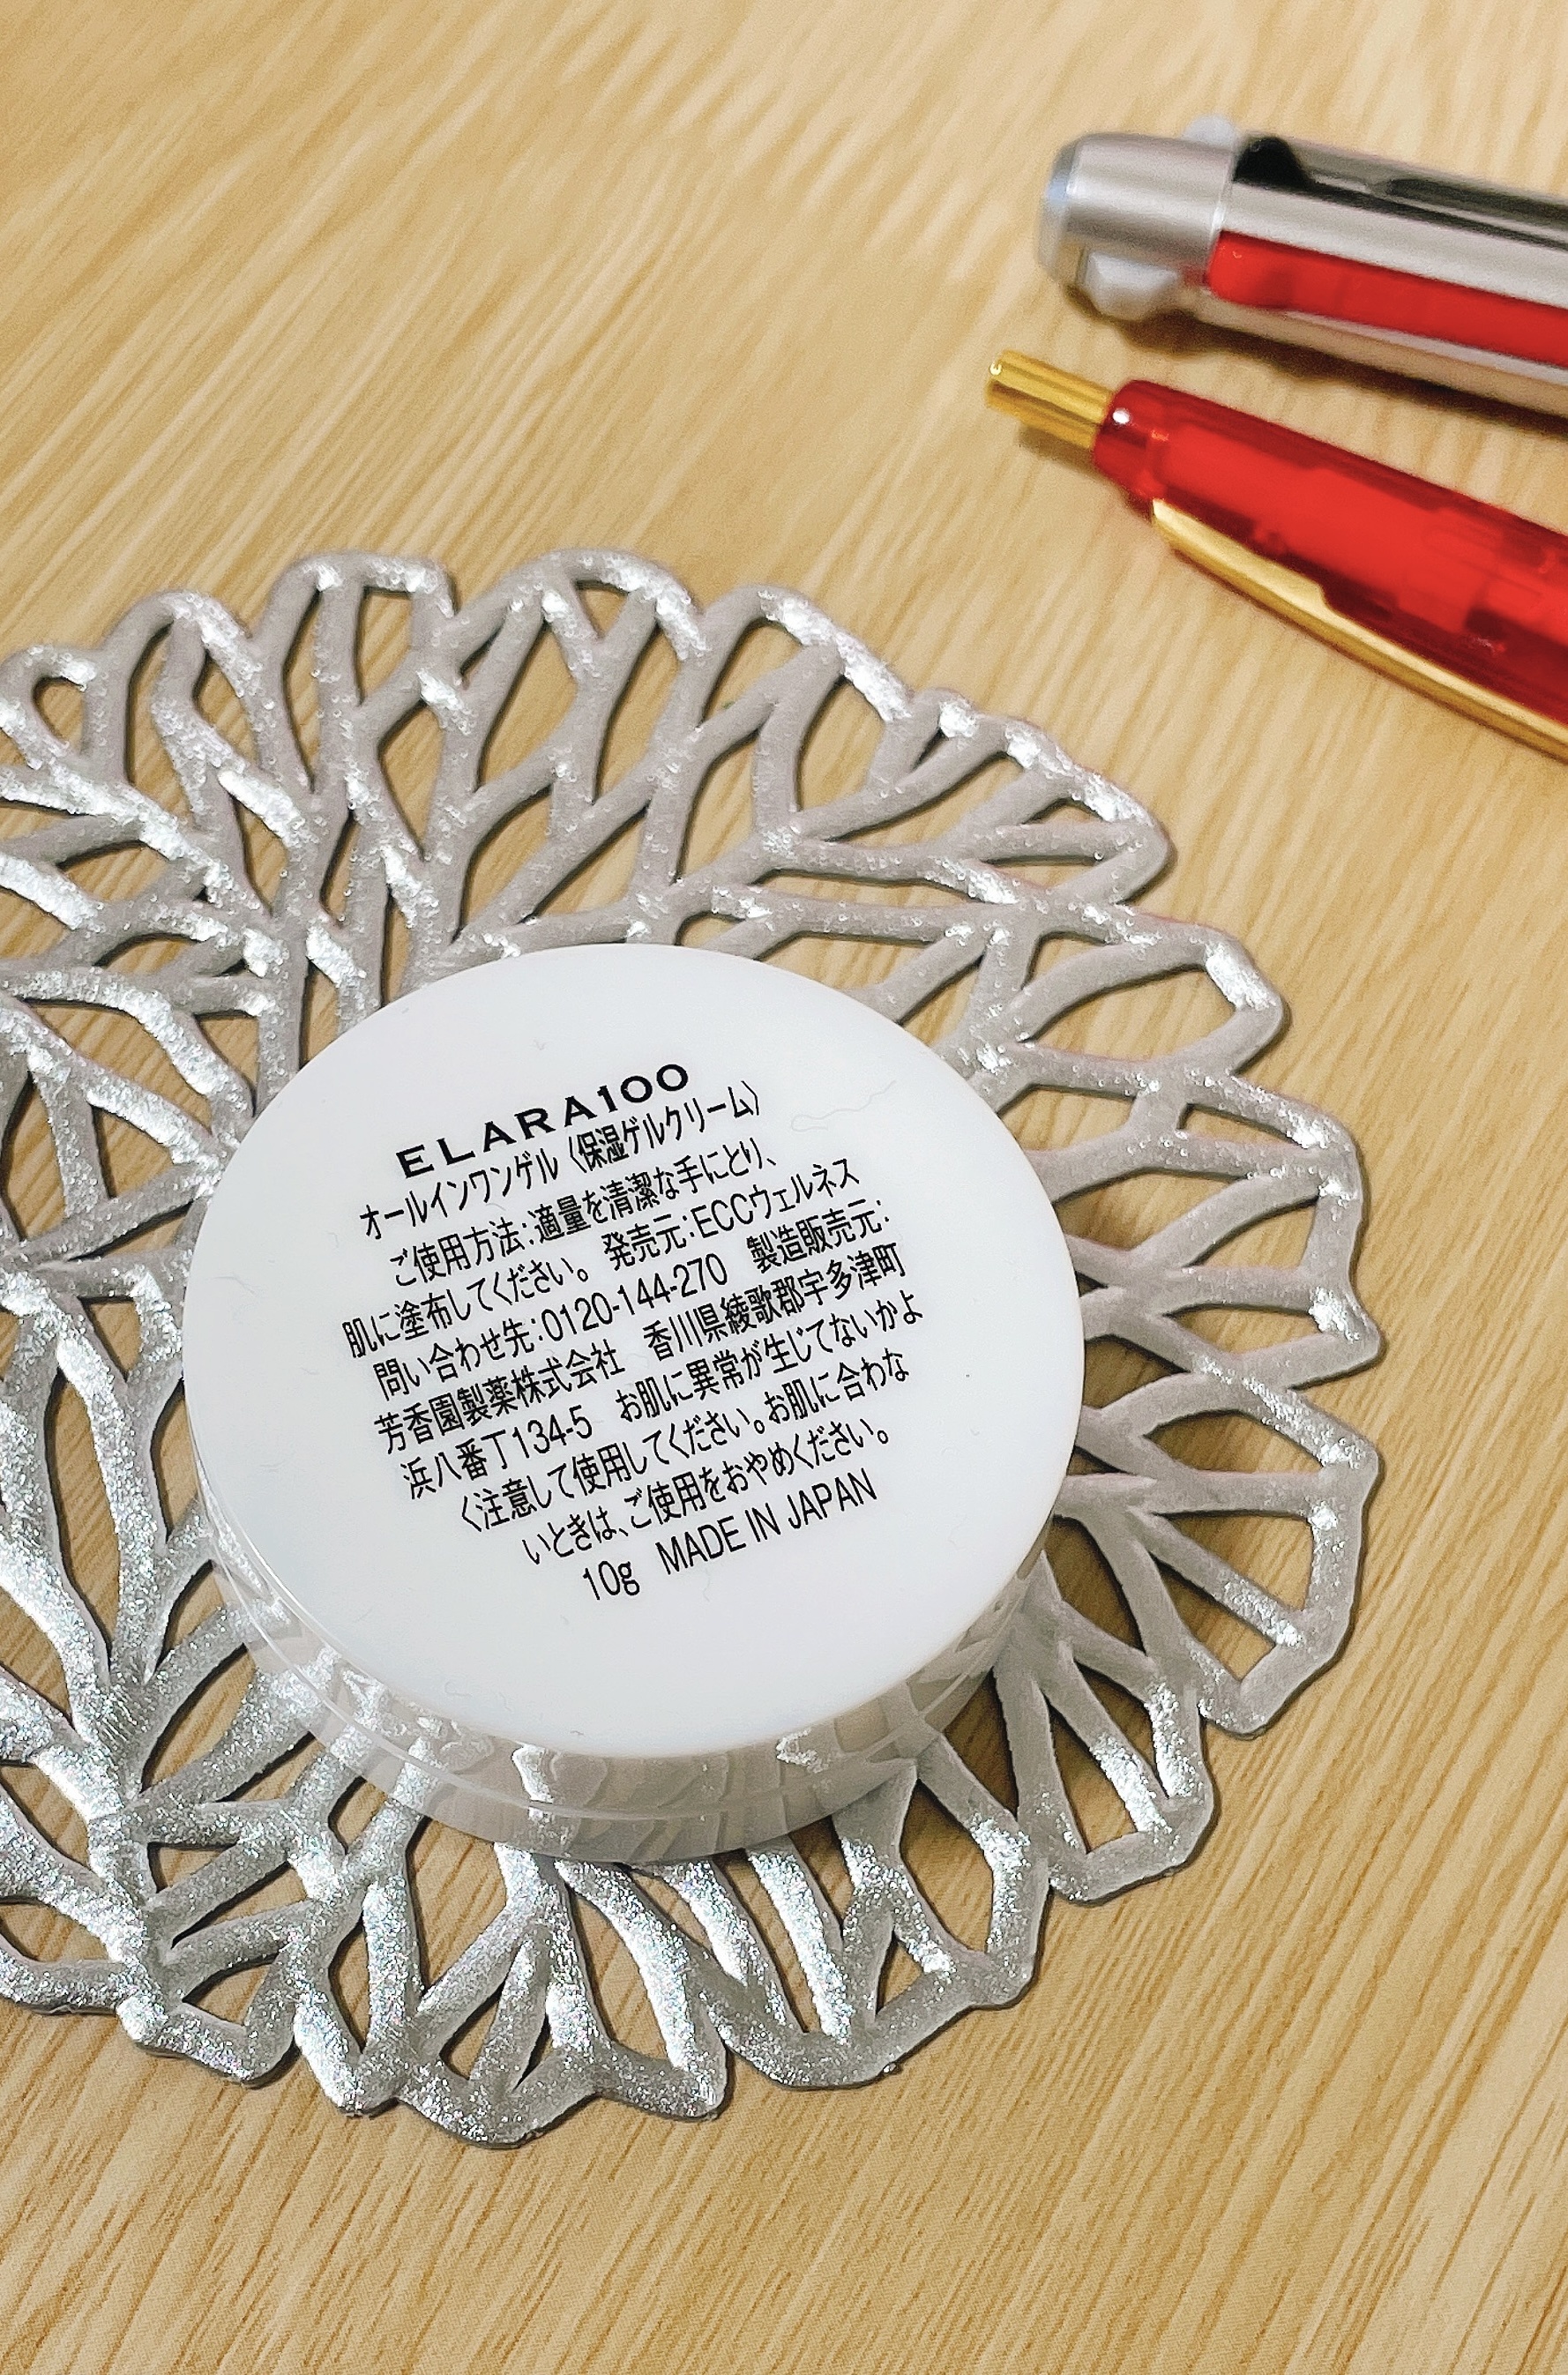 ELARA100
オールインワンゲル〈保湿ゲルクリーム〉
ご使用方法:適量を清潔な手にとり、
肌に塗布してください。 発売元:ECCウェルネス
問い合わせ先:0120-144-270 製造販売元:
芳香園製薬株式会社 香川県綾歌郡宇多津町
浜八番丁134-5 お肌に異常が生じてないかよ
く注意して使用してください。お肌に合わな
いときは、ご使用をおやめください。
10g MADE IN JAPAN